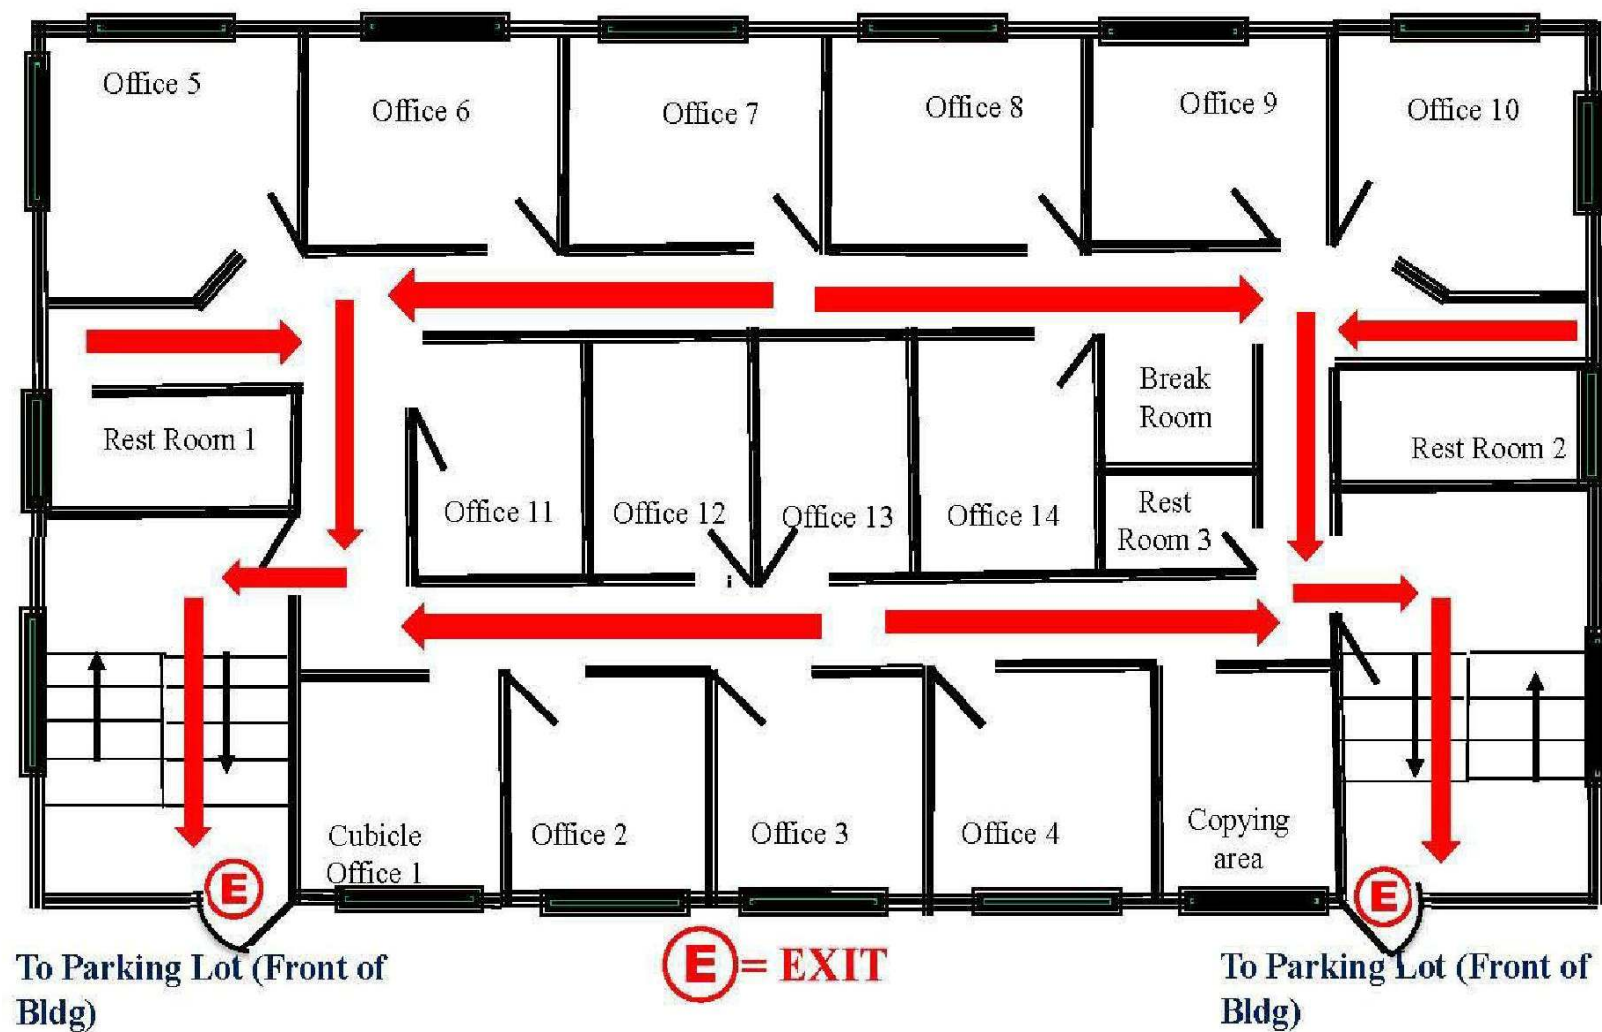 Office 5
Office 6
Office 7
Office 8
Office 9
Office 10
Rest Room 1
Office 11
Office 12
Office 13
Office 14
Break
Room
Rest
Room 3
Rest Room 2
Cubicle
Office 1
Office 2
Office 3
Office 4
Copying
area
E
E
To Parking Lot (Front of
Bldg)
E = EXIT
To Parking Lot (Front of
Bldg)